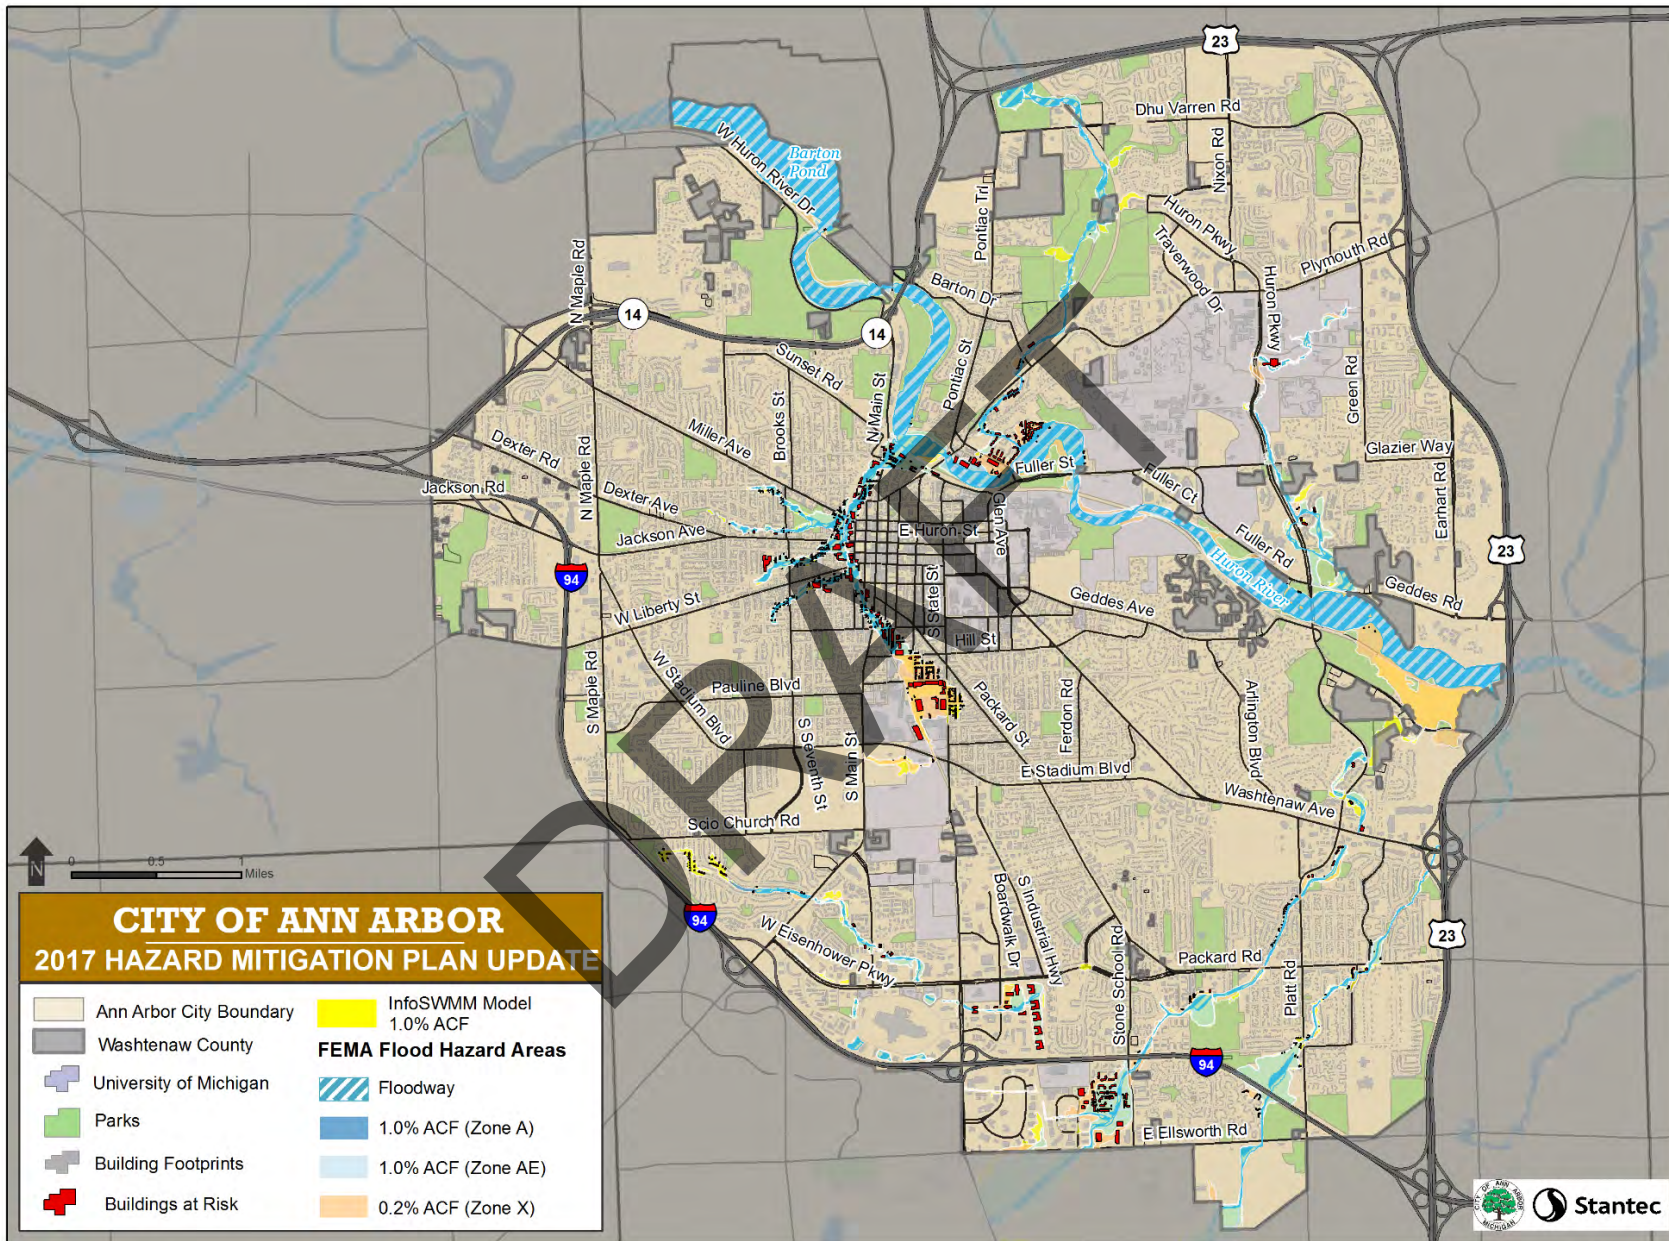 23
Dhu Varren Rd
W Huron River Dr
Barton
Pond
Nixon Rd
Pontiac Trl
Huron Pkwy
Traverwood Dr
Plymouth Rd
N Maple Rd
Barton Dr
Huron Pkwy
14
14
Sunset Rd
Pontiac St
N Main St
Green Rd
Brooks St
Miller Ave
Dexter Rd
N Maple Rd
Glazier Way
Jackson Rd
Dexter Ave
Fuller St
Fuller Ct
Earhart Rd
Glen Ave
E Huron St
Jackson Ave
Fuller Rd
23
94
Huron River
Geddes Rd
W Liberty St
S State St
Geddes Ave
Hill St
W Stadium Blvd
S Maple Rd
Pauline Blvd
Packard St
Ferdon Rd
Arlington Blvd
S Seventh St
S Main St
E Stadium Blvd
Washtenaw Ave
Scio Church Rd
DRAFT
N
0 0.5 1
Miles
S Industrial Hwy
Boardwalk Dr
94
W Eisenhower Pkwy
23
Stone School Rd
Packard Rd
Platt Rd
94
E Ellsworth Rd
CITY OF ANN ARBOR
2017 HAZARD MITIGATION PLAN UPDATE
Ann Arbor City Boundary
Washtenaw County
University of Michigan
Parks
Building Footprints
Buildings at Risk
InfoSWMM Model
1.0% ACF
FEMA Flood Hazard Areas
Floodway
1.0% ACF (Zone A)
1.0% ACF (Zone AE)
0.2% ACF (Zone X)
CITY OF ANN ARBOR
MICHIGAN
Stantec